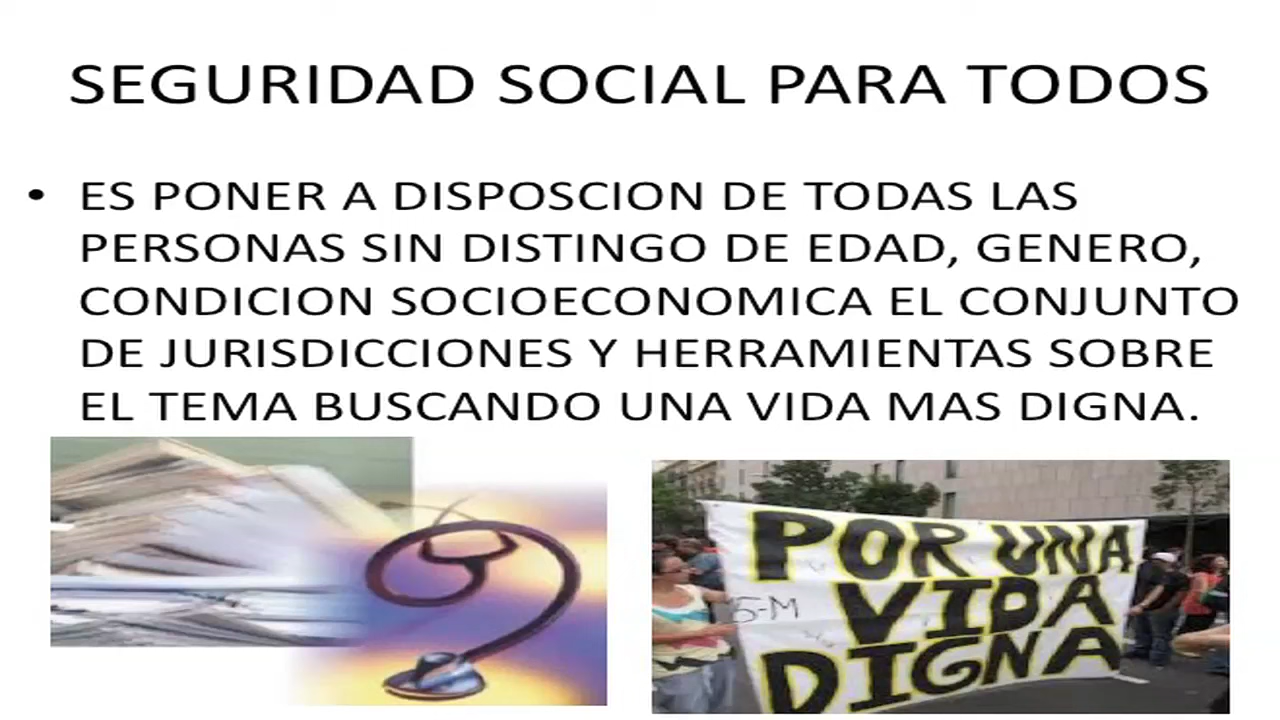 SEGURIDAD SOCIAL PARA TODOS
• ES PONER A DISPOSCION DE TODAS LAS
PERSONAS SIN DISTINGO DE EDAD, GENERO,
CONDICION SOCIOECONOMICA EL CONJUNTO
DE JURISDICCIONES Y HERRAMIENTAS SOBRE
EL TEMA BUSCANDO UNA VIDA MAS DIGNA.
POR UNA
VIDA
5-M
DIGNA